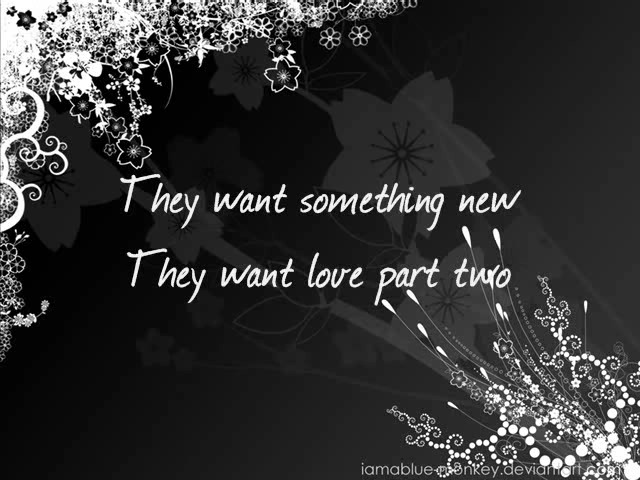 They want something new
They want love part two
iamablue-monkey.deviantart.com